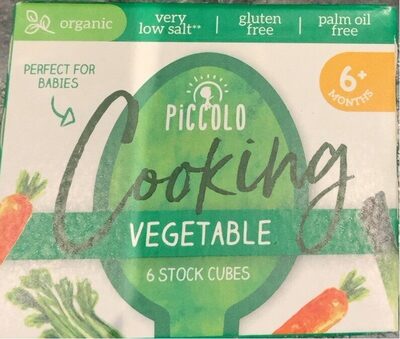 organic
very
low salt**
gluten
free
palm oil
free
PERFECT FOR
BABIES
6+
MONTHS
PiCCOLO
Cooking
VEGETABLE
6 STOCK CUBES